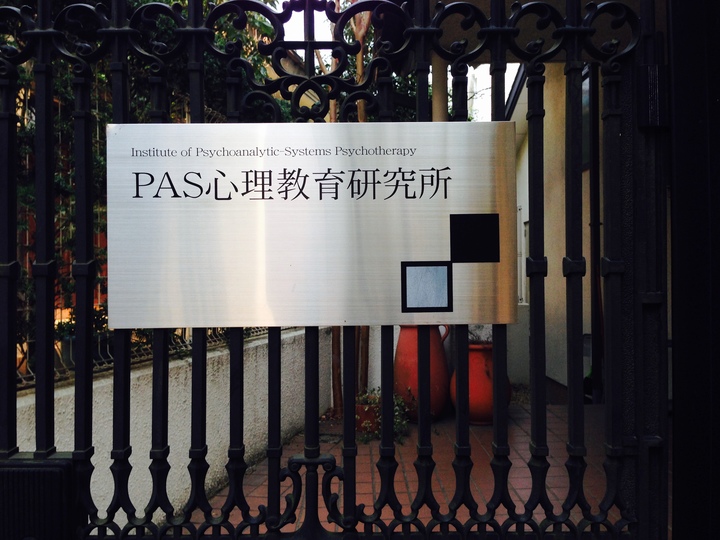 Institute of Psychoanalytic-Systems Psychotherapy
PAS心理教育研究所